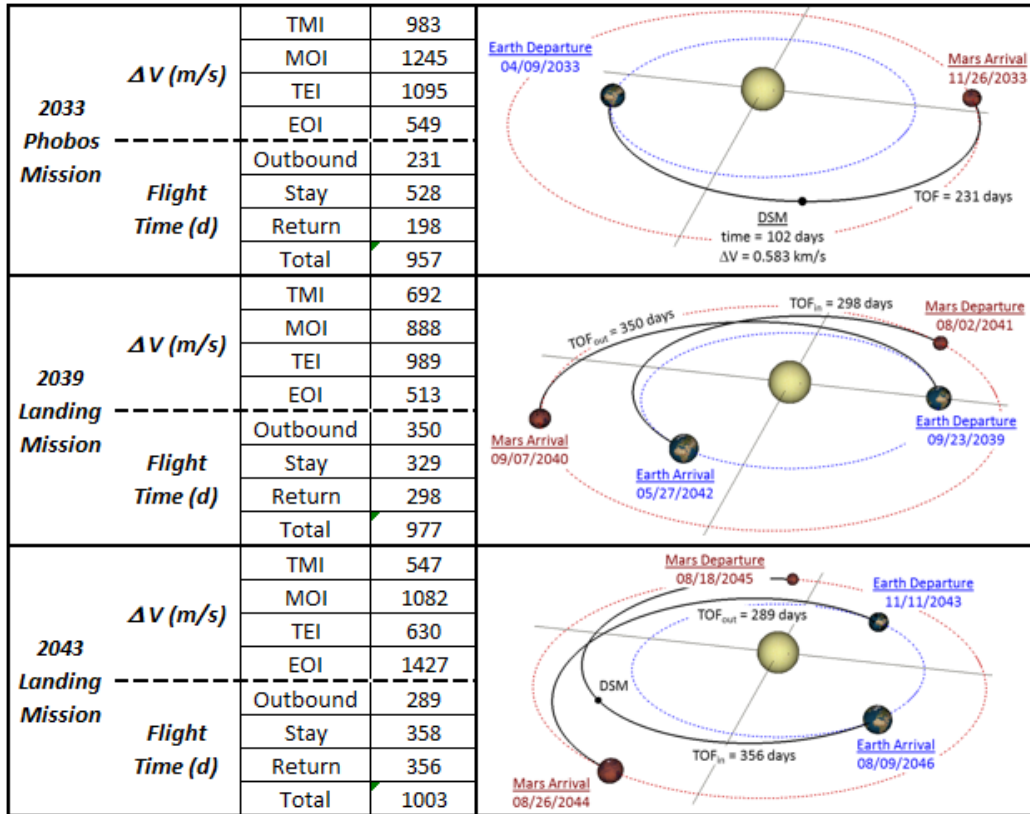 2033
Phobos
Mission
Δ V (m/s)
TMI 983
MOI 1245
TEI 1095
EOI 549
Flight
Time (d)
Outbound 231
Stay 528
Return 198
Total 957
Earth Departure
04/09/2033
Mars Arrival
11/26/2033
TOF = 231 days
DSM
time = 102 days
ΔV = 0.583 km/s
2039
Landing
Mission
Δ V (m/s)
TMI 692
MOI 888
TEI 989
EOI 513
Flight
Time (d)
Outbound 350
Stay 329
Return 298
Total 977
TOFin = 298 days
Mars Departure
08/02/2041
TOFout = 350 days
Mars Arrival
09/07/2040
Earth Departure
09/23/2039
Earth Arrival
05/27/2042
2043
Landing
Mission
Δ V (m/s)
TMI 547
MOI 1082
TEI 630
EOI 1427
Flight
Time (d)
Outbound 289
Stay 358
Return 356
Total 1003
Mars Departure
08/18/2045
Earth Departure
11/11/2043
TOFout = 289 days
DSM
TOFin = 356 days
Earth Arrival
08/09/2046
Mars Arrival
08/26/2044